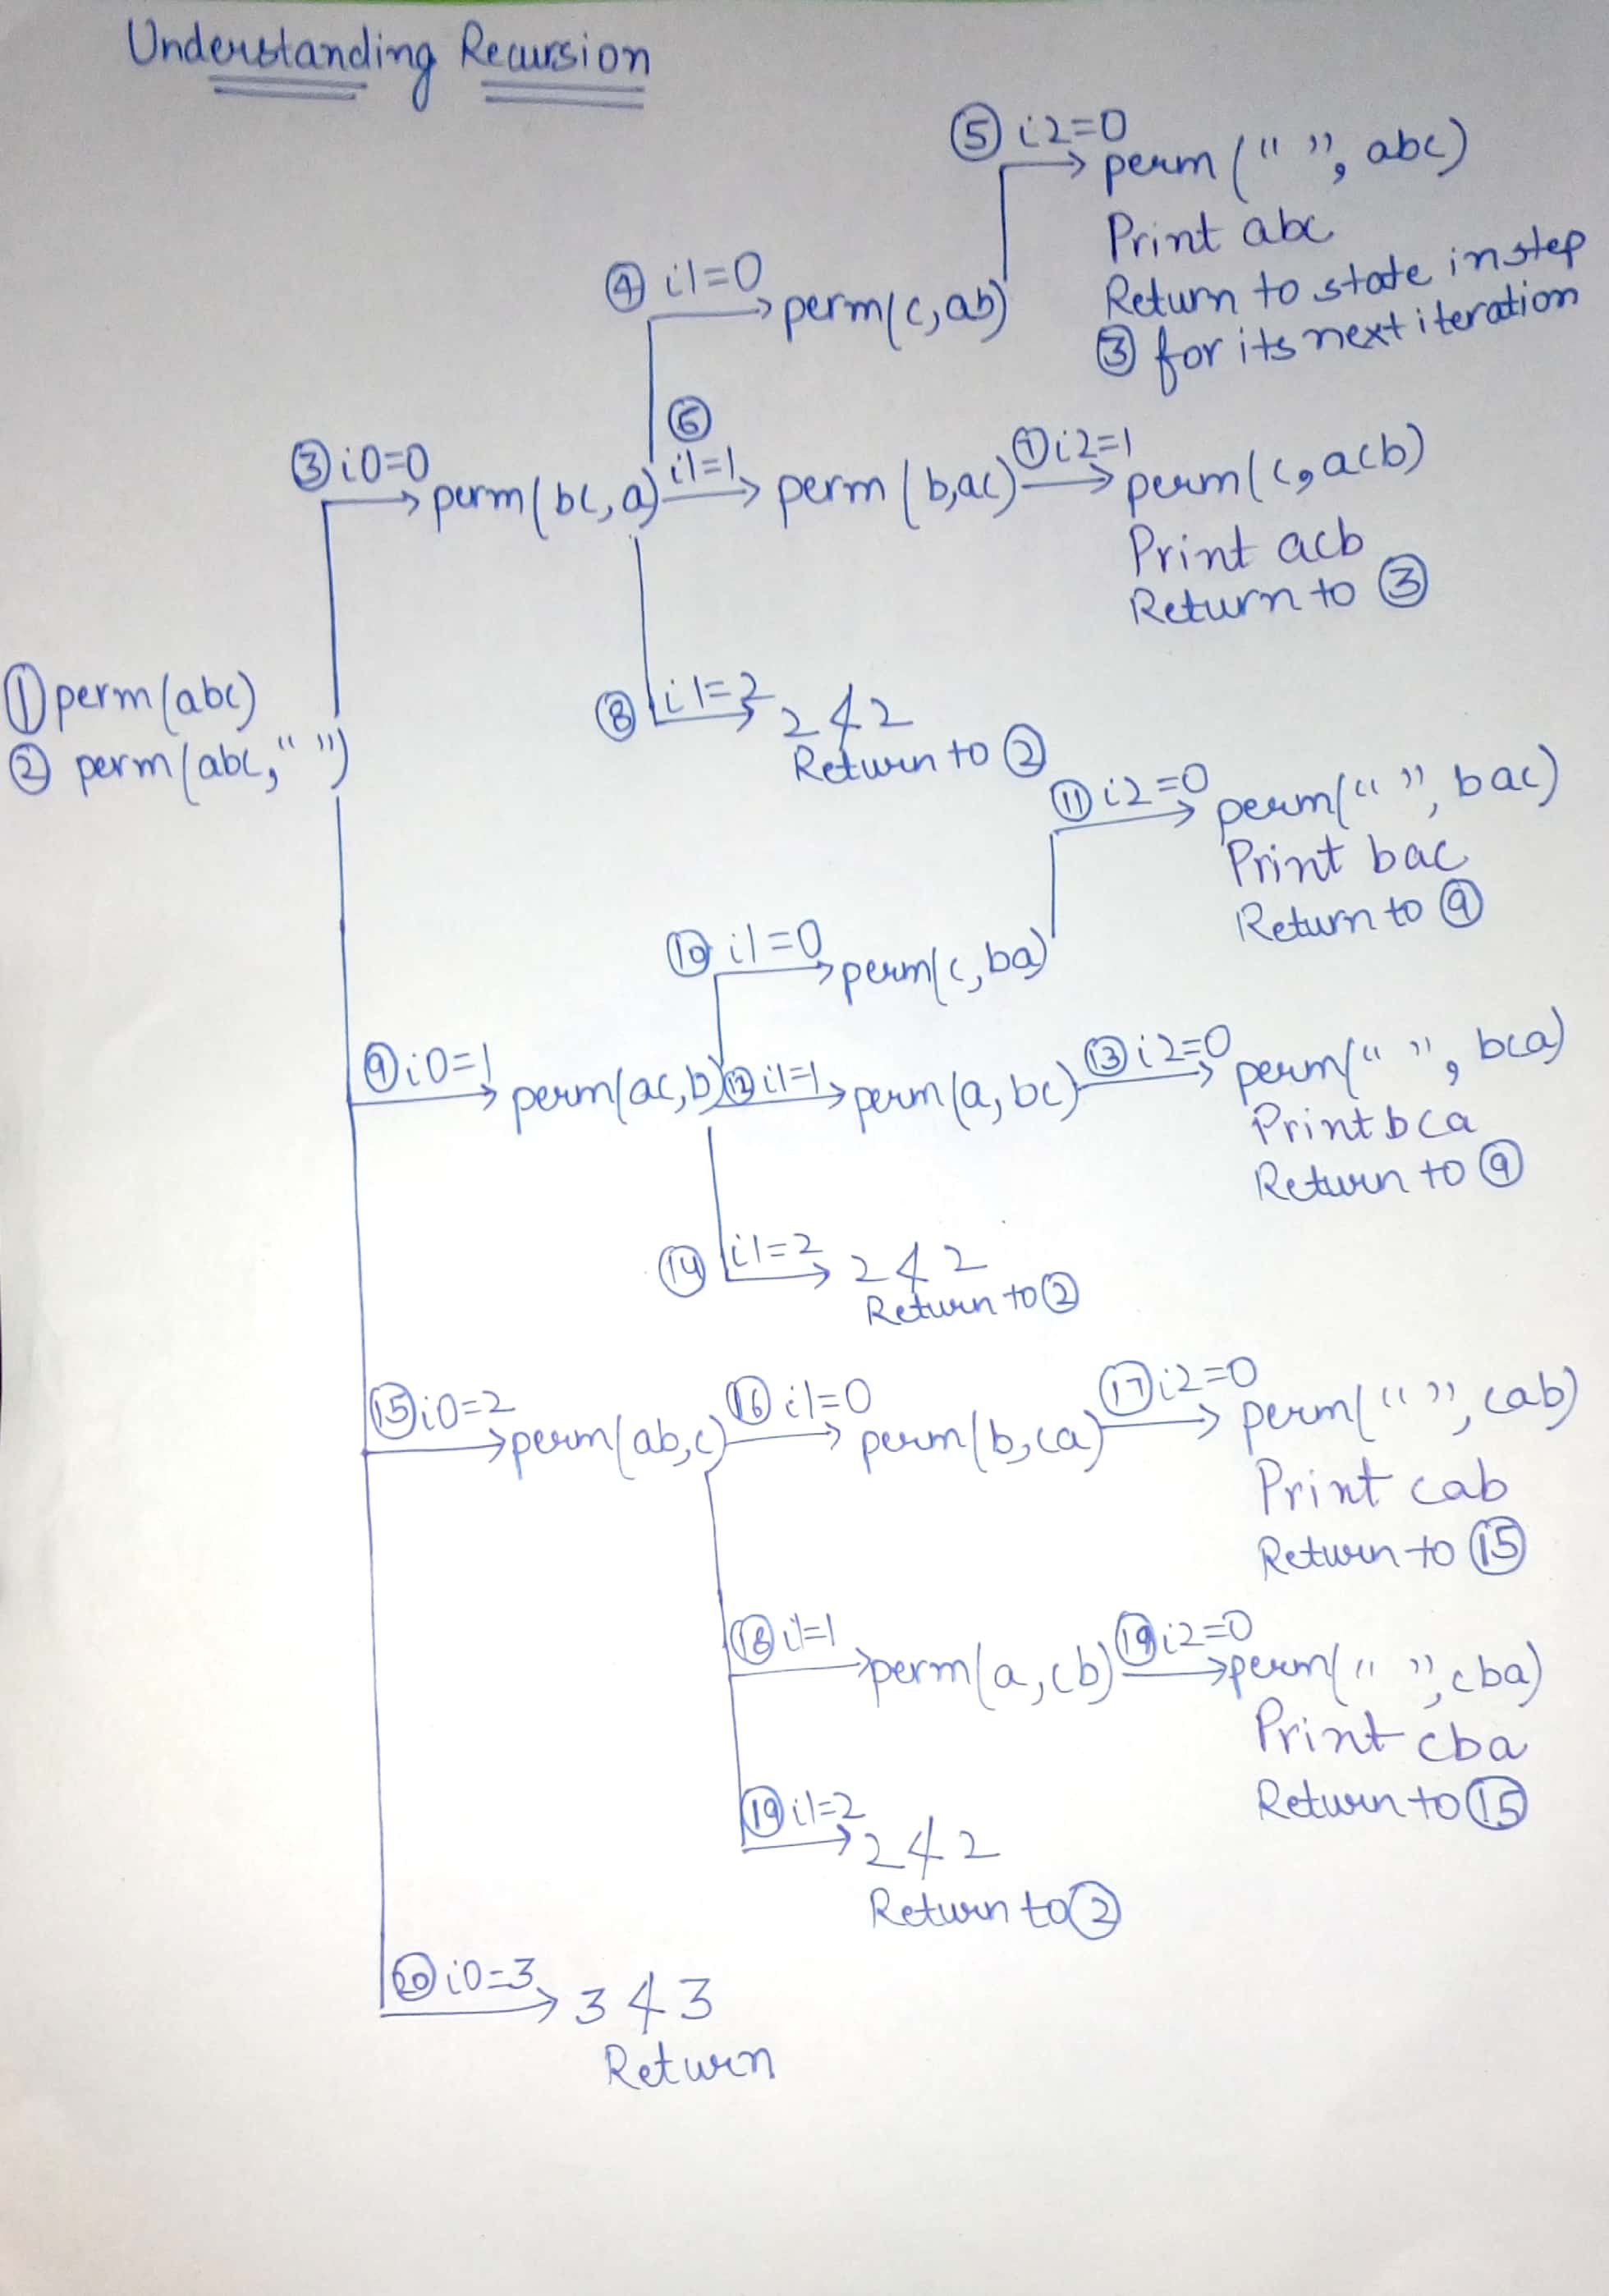 Understanding Recursion
⑤ i2=0
perm (" ", abc)
Print abc
Return to state in step
③ for its next iteration
④ i1=0
perm(c, ab)
③ i0=0
perm(bc, a)
⑥
i1=1
perm (b,ac)
⑦ i2=1
perm(c, acb)
Print acb
Return to ③
① perm(abc)
② perm(abc, " ")
⑧ i1=2
2 ≮ 2
Return to ②
⑪ i2=0
perm(" ", bac)
Print bac
Return to ⑨
⑩ i1=0
perm(c, ba)
⑨ i0=1
perm(ac, b)
⑫ i1=1
perm(a, bc)
⑬ i2=0
perm(" ", bca)
Print bca
Return to ⑨
⑭ i1=2
2 ≮ 2
Return to ②
⑮ i0=2
perm(ab, c)
⑯ i1=0
perm(b, ca)
⑰ i2=0
perm(" ", cab)
Print cab
Return to ⑮
⑱ i1=1
perm(a, cb)
⑲ i2=0
perm(" ", cba)
Print cba
Return to ⑮
⑲ i1=2
2 ≮ 2
Return to ②
⑳ i0=3
3 ≮ 3
Return